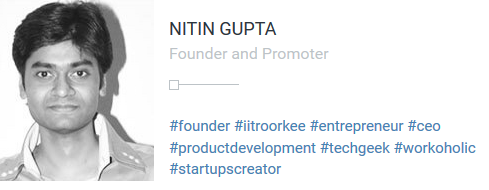 NITIN GUPTA
Founder and Promoter
#founder #iitroorkee #entrepreneur #ceo
#productdevelopment #techgeek #workoholic
#startupscreator